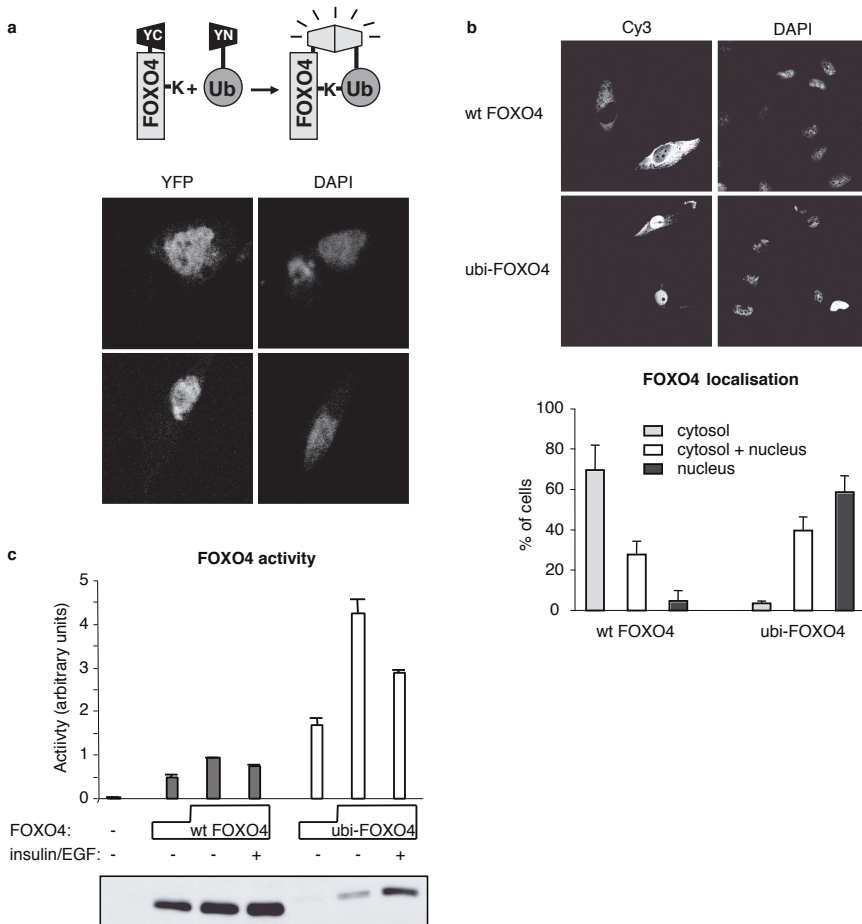 a
YC YN
FOXO4 -K + Ub FOXO4 -K- Ub
YFP DAPI
b
Cy3 DAPI
wt FOXO4
ubi-FOXO4
FOXO4 localisation
100
80
60
40
20
0
% of cells
cytosol
cytosol + nucleus
nucleus
wt FOXO4 ubi-FOXO4
c
FOXO4 activity
5
4
3
2
1
0
Actiivty (arbitrary units)
FOXO4: - wt FOXO4 ubi-FOXO4
insulin/EGF: - - - + - - +